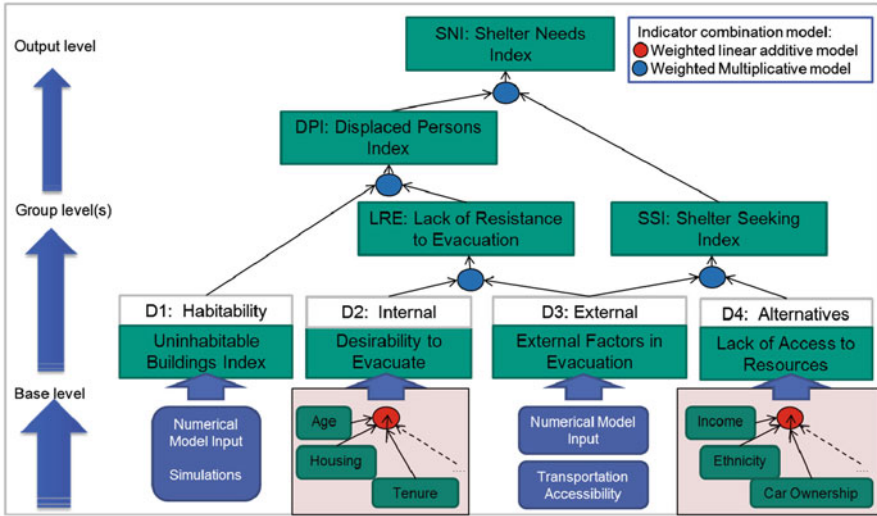 Output level
SNI: Shelter Needs
Index
Indicator combination model:
Weighted linear additive model
Weighted Multiplicative model
DPI: Displaced Persons
Index
Group level(s)
LRE: Lack of Resistance
to Evacuation
SSI: Shelter Seeking
Index
D1: Habitability
Uninhabitable
Buildings Index
D2: Internal
Desirability to
Evacuate
D3: External
External Factors in
Evacuation
D4: Alternatives
Lack of Access to
Resources
Base level
Numerical
Model Input
Simulations
Age
Housing
Tenure
....
Numerical Model
Input
Transportation
Accessibility
Income
Ethnicity
Car Ownership
....